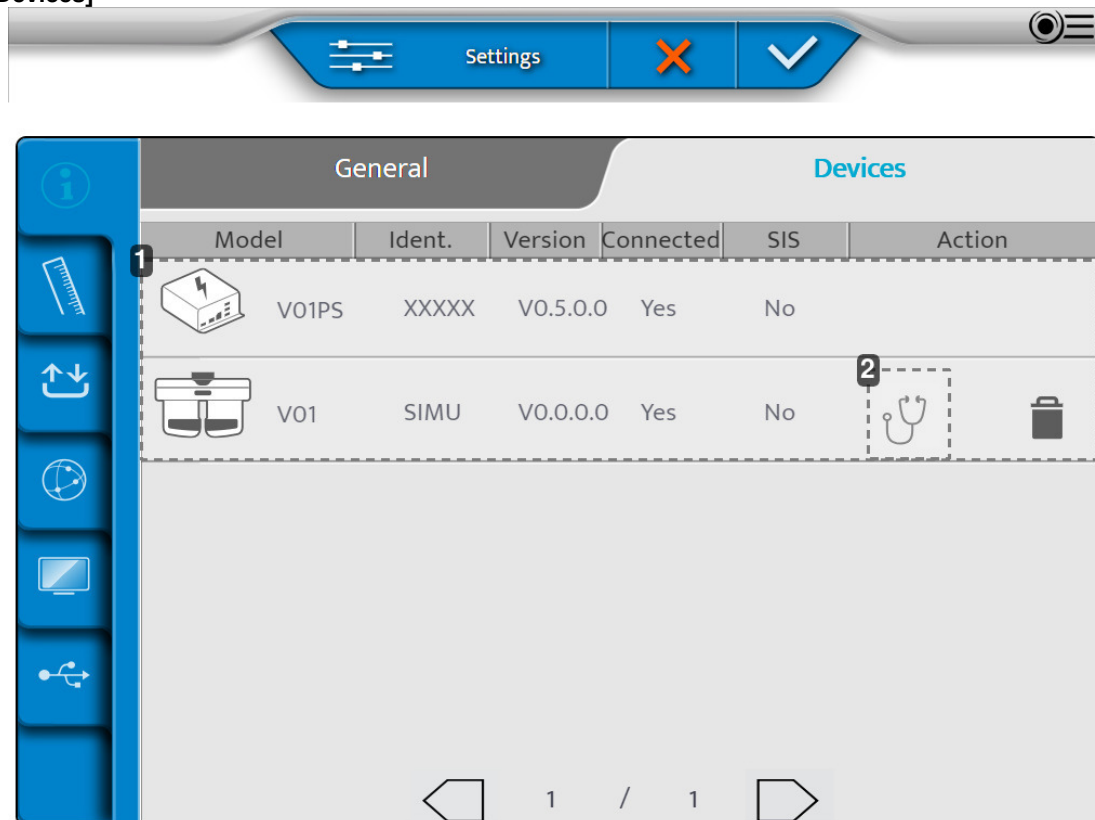 Devices]
Settings
General Devices
Model Ident. Version Connected SIS Action
1
V01PS XXXXX V0.5.0.0 Yes No
2
V01 SIMU V0.0.0.0 Yes No
1 / 1